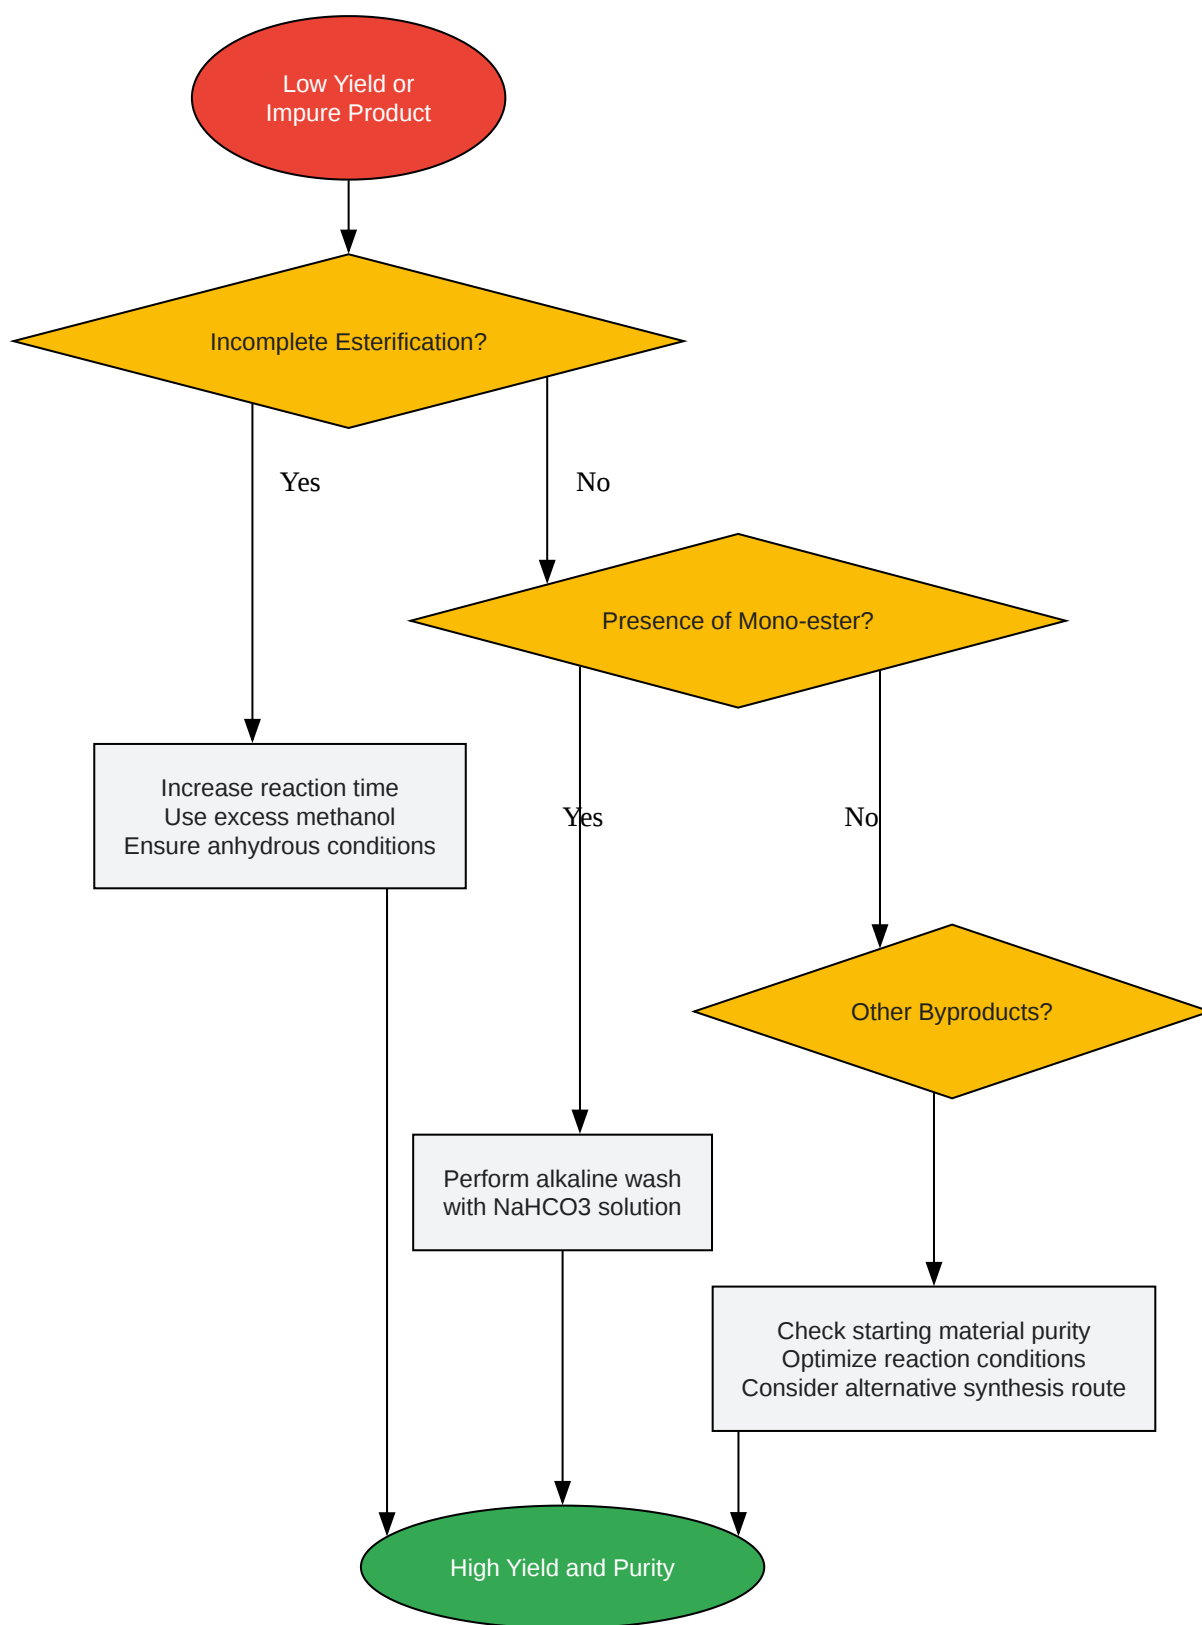 Low Yield or
Impure Product
Incomplete Esterification?
Yes
No
Presence of Mono-ester?
Increase reaction time
Use excess methanol
Ensure anhydrous conditions
Yes
No
Other Byproducts?
Perform alkaline wash
with NaHCO3 solution
Check starting material purity
Optimize reaction conditions
Consider alternative synthesis route
High Yield and Purity